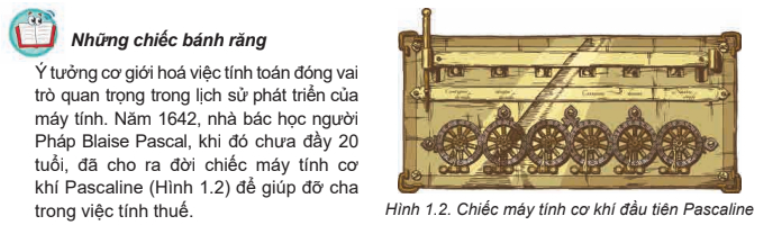 Những chiếc bánh răng
Ý tưởng cơ giới hoá việc tính toán đóng vai
trò quan trọng trong lịch sử phát triển của
máy tính. Năm 1642, nhà bác học người
Pháp Blaise Pascal, khi đó chưa đầy 20
tuổi, đã cho ra đời chiếc máy tính cơ
khí Pascaline (Hình 1.2) để giúp đỡ cha
trong việc tính thuế.
Hình 1.2. Chiếc máy tính cơ khí đầu tiên Pascaline